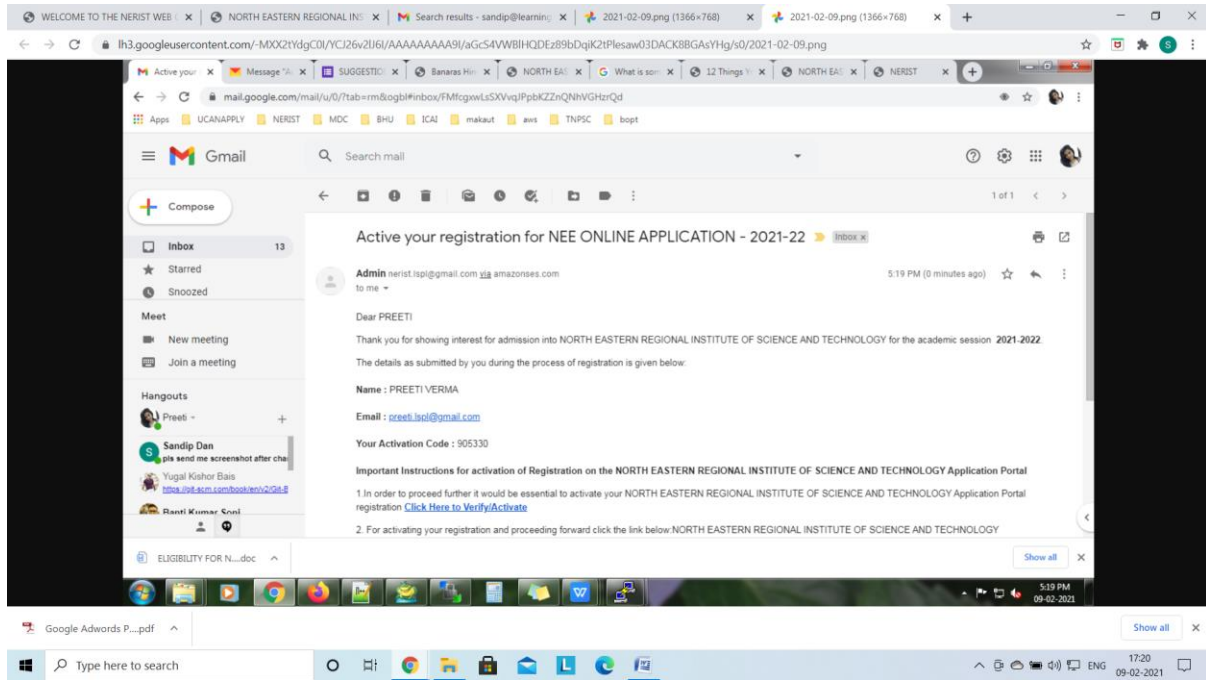 WELCOME TO THE NERIST WEB
NORTH EASTERN REGIONAL INS
Search results - sandip@learning
2021-02-09.png (1366×768)
2021-02-09.png (1366×768)
Active your
Message "A
SUGGESTIO
Banaras Hin
NORTH EAS
What is som
12 Things Y
NORTH EAS
NERIST
mail.google.com/mail/u/0/?tab=rm&ogbl#inbox/FMfcgxwLsSXVvqJPpbKZZnQNhVGHzrQd
Apps UCANAPPLY NERIST MDC BHU ICAI makaut aws TNPSC bopt
Gmail
Search mail
Compose
1 of 1
Inbox 13
Starred
Snoozed
Meet
New meeting
Join a meeting
Hangouts
Preeti
Sandip Dan
pls send me screenshot after cha
Yugal Kishor Bais
Banti Kumar Soni
Active your registration for NEE ONLINE APPLICATION - 2021-22 Inbox x
Admin nerist.lspl@gmail.com via amazonses.com 5:19 PM (0 minutes ago)
to me
Dear PREETI
Thank you for showing interest for admission into NORTH EASTERN REGIONAL INSTITUTE OF SCIENCE AND TECHNOLOGY for the academic session 2021-2022.
The details as submitted by you during the process of registration is given below:
Name : PREETI VERMA
Email : preeti.lspl@gmail.com
Your Activation Code : 905330
Important Instructions for activation of Registration on the NORTH EASTERN REGIONAL INSTITUTE OF SCIENCE AND TECHNOLOGY Application Portal
1.In order to proceed further it would be essential to activate your NORTH EASTERN REGIONAL INSTITUTE OF SCIENCE AND TECHNOLOGY Application Portal
registration Click Here to Verify/Activate
2. For activating your registration and proceeding forward click the link below:NORTH EASTERN REGIONAL INSTITUTE OF SCIENCE AND TECHNOLOGY
ELIGIBILITY FOR N....doc
Show all
5:19 PM
09-02-2021
Google Adwords P....pdf
Show all
Type here to search
ENG
17:20
09-02-2021